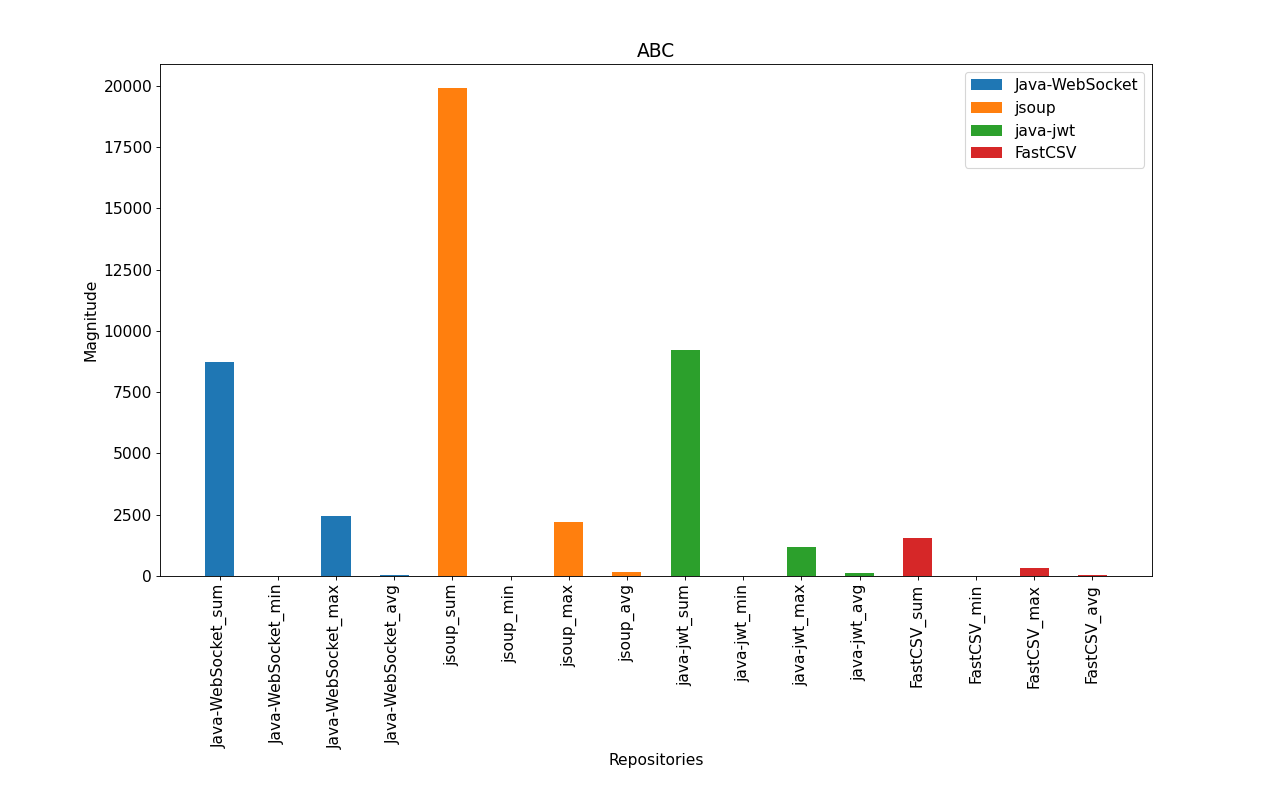 ABC
20000
17500
15000
12500
10000
7500
5000
2500
0
Magnitude
Java-WebSocket
jsoup
java-jwt
FastCSV
Java-WebSocket_sum
Java-WebSocket_min
Java-WebSocket_max
Java-WebSocket_avg
jsoup_sum
jsoup_min
jsoup_max
jsoup_avg
java-jwt_sum
java-jwt_min
java-jwt_max
java-jwt_avg
FastCSV_sum
FastCSV_min
FastCSV_max
FastCSV_avg
Repositories